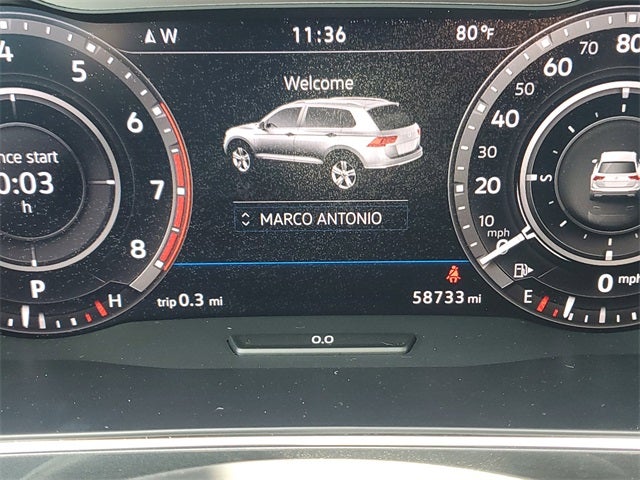 W 11:36 80°F
Welcome
MARCO ANTONIO
4
5
6
7
8
nce start
0:03
h
P
H
trip 0.3 mi
58733 mi
0.0
80
70
60
50
40
30
20
10
mph
0
S
E
0 mph